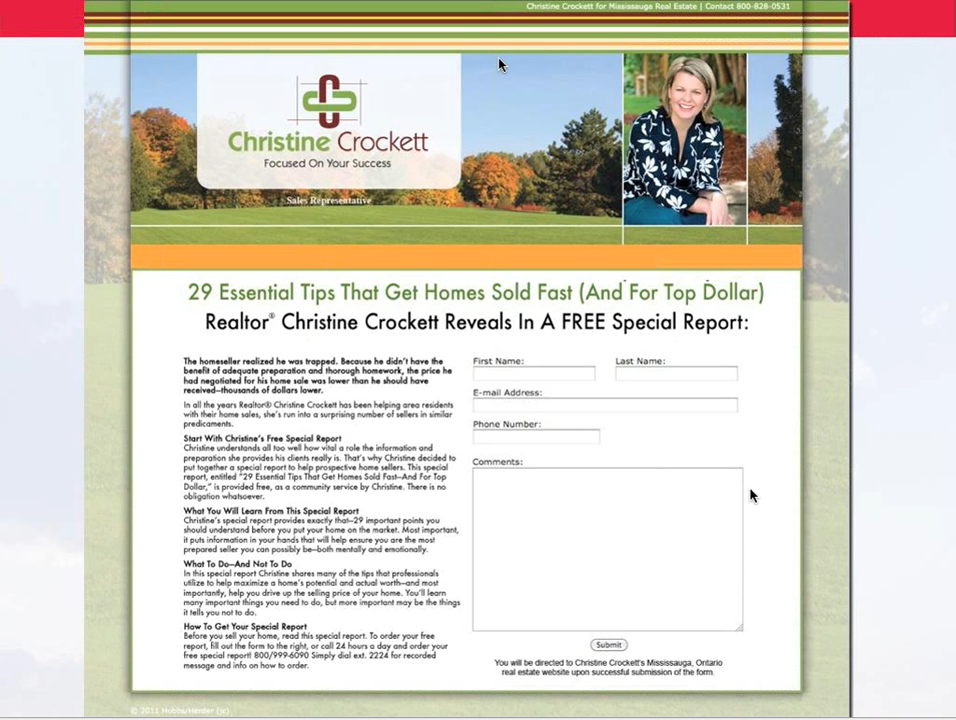 Christine Crockett for Mississauga Real Estate | Contact 800-828-0531
Christine Crockett
Focused On Your Success
Sales Representative
29 Essential Tips That Get Homes Sold Fast (And For Top Dollar)
Realtor® Christine Crockett Reveals In A FREE Special Report:
The homeseller realized he was trapped. Because he didn't have the
benefit of adequate preparation and thorough homework, the price he
had negotiated for his home sale was lower than he should have
received—thousands of dollars lower.
In all the years Realtor® Christine Crockett has been helping area residents
with their home sales, she's run into a surprising number of sellers in similar
predicaments.
Start With Christine's Free Special Report
Christine understands all too well how vital a role the information and
preparation she provides his clients really is. That's why Christine decided to
put together a special report to help prospective home sellers. This special
report, entitled "29 Essential Tips That Get Homes Sold Fast—And For Top
Dollar," is provided free, as a community service by Christine. There is no
obligation whatsoever.
What You Will Learn From This Special Report
Christine's special report provides exactly that—29 important points you
should understand before you put your home on the market. Most important,
it puts information in your hands that will help ensure you are the most
prepared seller you can possibly be—both mentally and emotionally.
What To Do—And Not To Do
In this special report Christine shares many of the tips that professionals
utilize to help maximize a home's potential and actual worth—and most
importantly, help you drive up the selling price of your home. You'll learn
many important things you need to do, but more important may be the things
it tells you not to do.
How To Get Your Special Report
Before you sell your home, read this special report. To order your free
report, fill out the form to the right, or call 24 hours a day and order your
free special report! 800/999-6090 Simply dial ext. 2224 for recorded
message and info on how to order.
First Name: Last Name:
E-mail Address:
Phone Number:
Comments:
Submit
You will be directed to Christine Crockett's Mississauga, Ontario
real estate website upon successful submission of the form.
© 2011 Hobbs/Herder (jc)